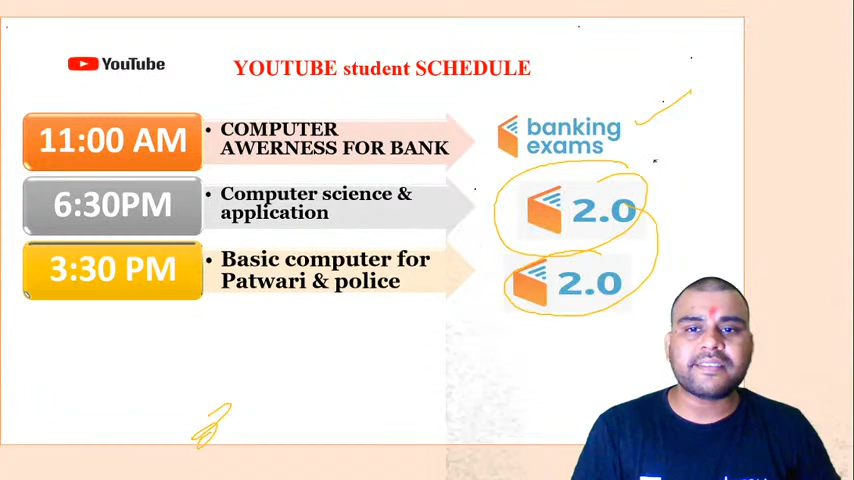 YouTube
YOUTUBE student SCHEDULE
11:00 AM
• COMPUTER
AWERNESS FOR BANK
banking
exams
6:30PM
• Computer science &
application
2.0
3:30 PM
• Basic computer for
Patwari & police
2.0